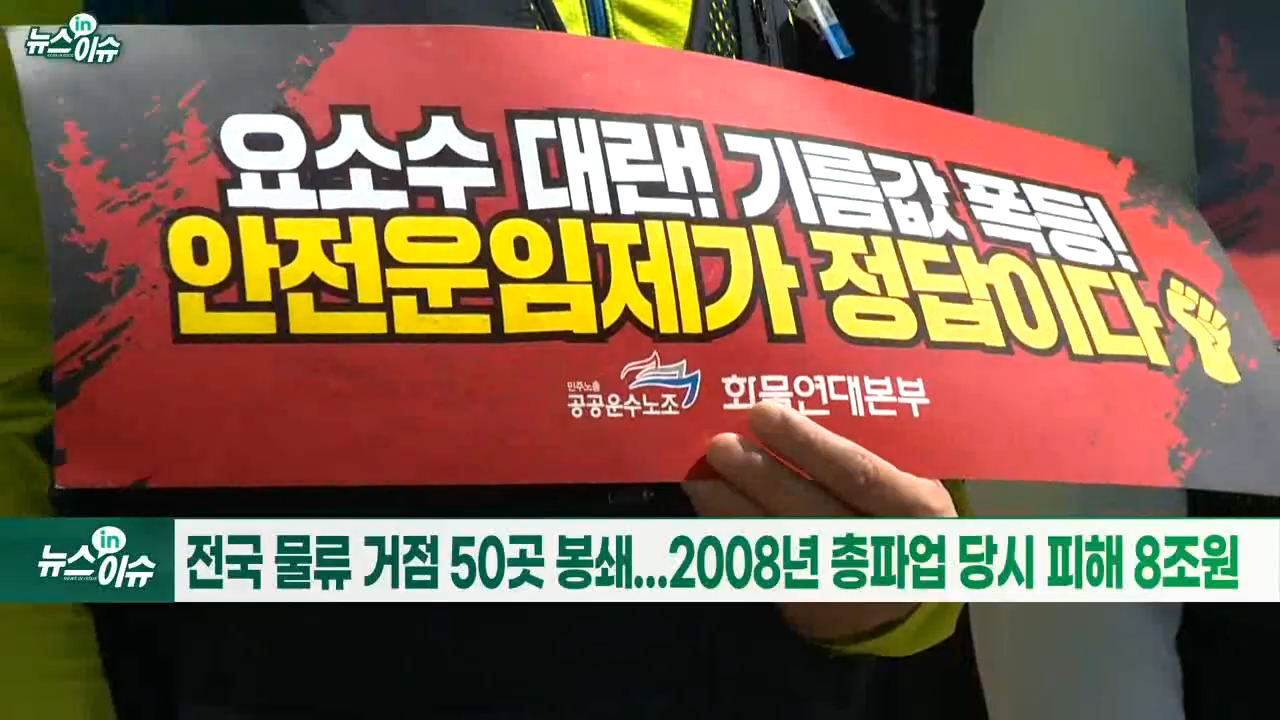 뉴스in이슈
요소수 대란! 기름값 폭등!
안전운임제가 정답이다
민주노총
공공운수노조 화물연대본부
뉴스in이슈
전국 물류 거점 50곳 봉쇄...2008년 총파업 당시 피해 8조원